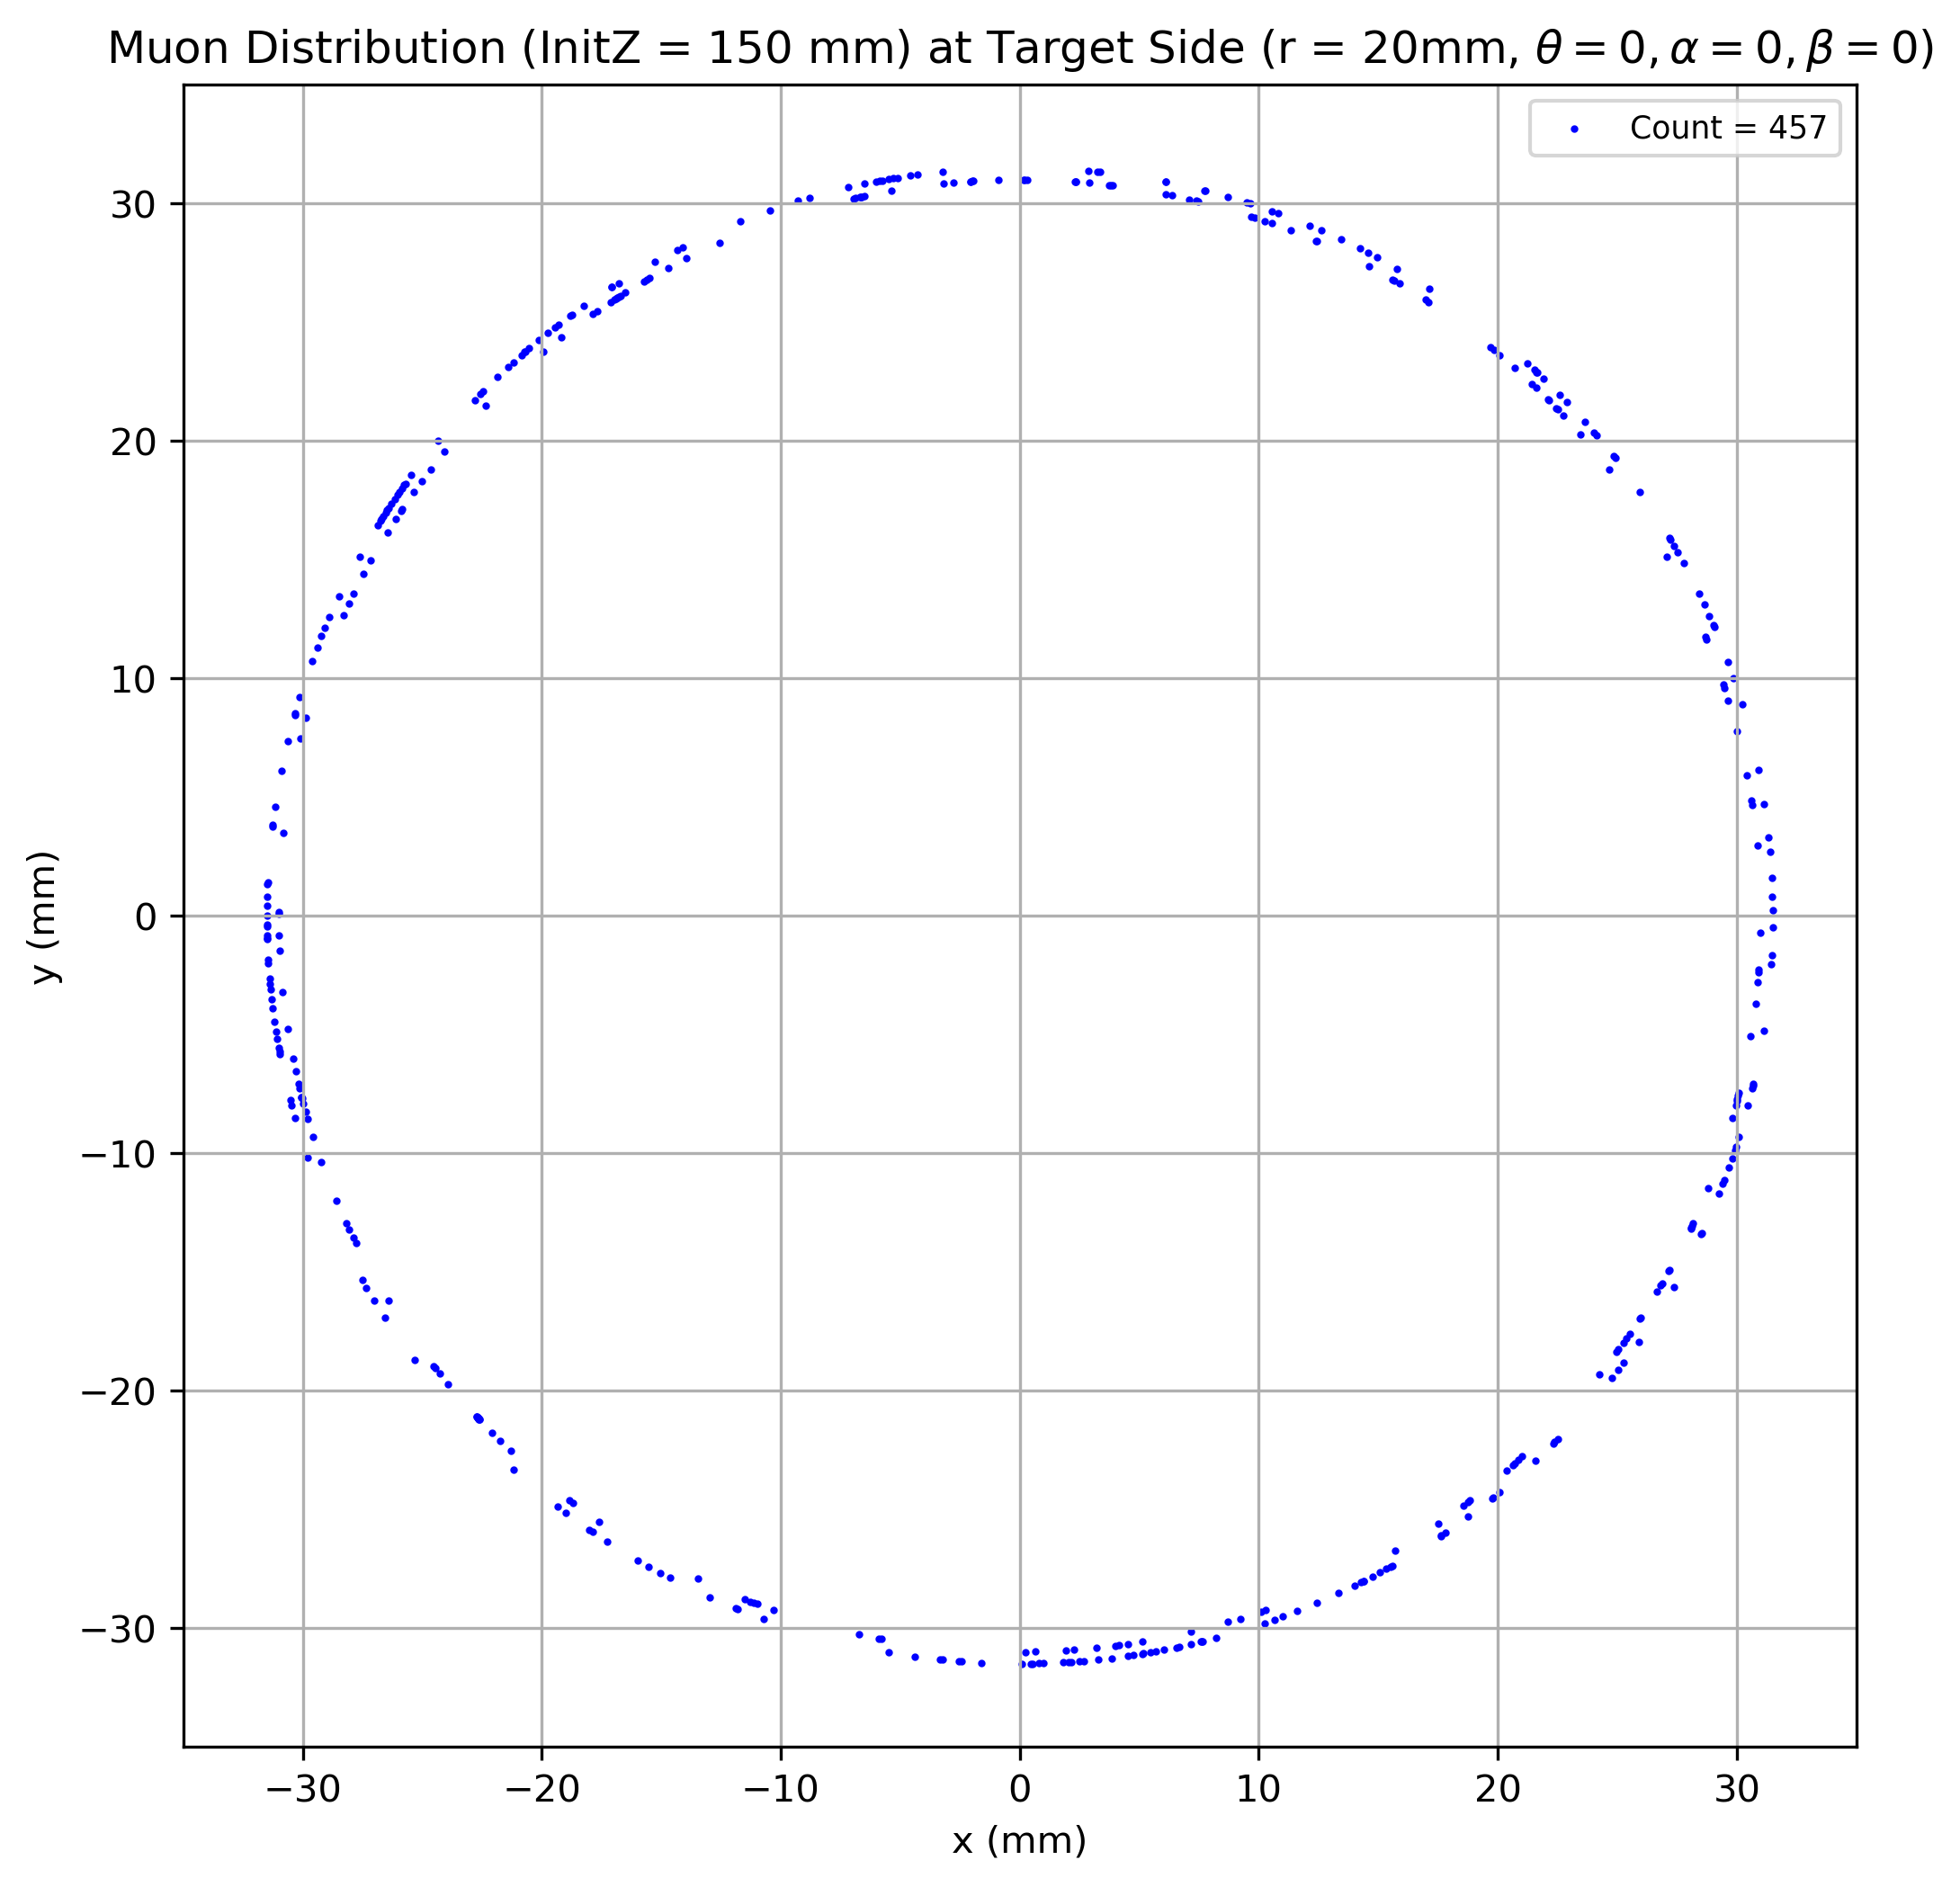 Muon Distribution (InitZ = 150 mm) at Target Side (r = 20mm, θ = 0, α = 0, β = 0)
Count = 457
30
20
10
0
−10
−20
−30
y (mm)
−30 −20 −10 0 10 20 30
x (mm)